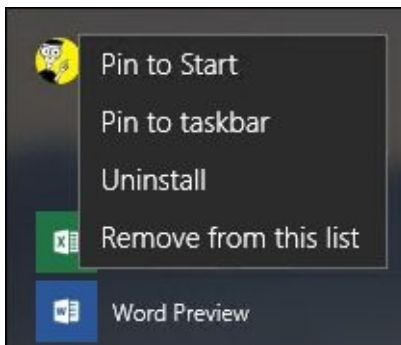 Pin to Start
Pin to taskbar
Uninstall
Remove from this list
Word Preview